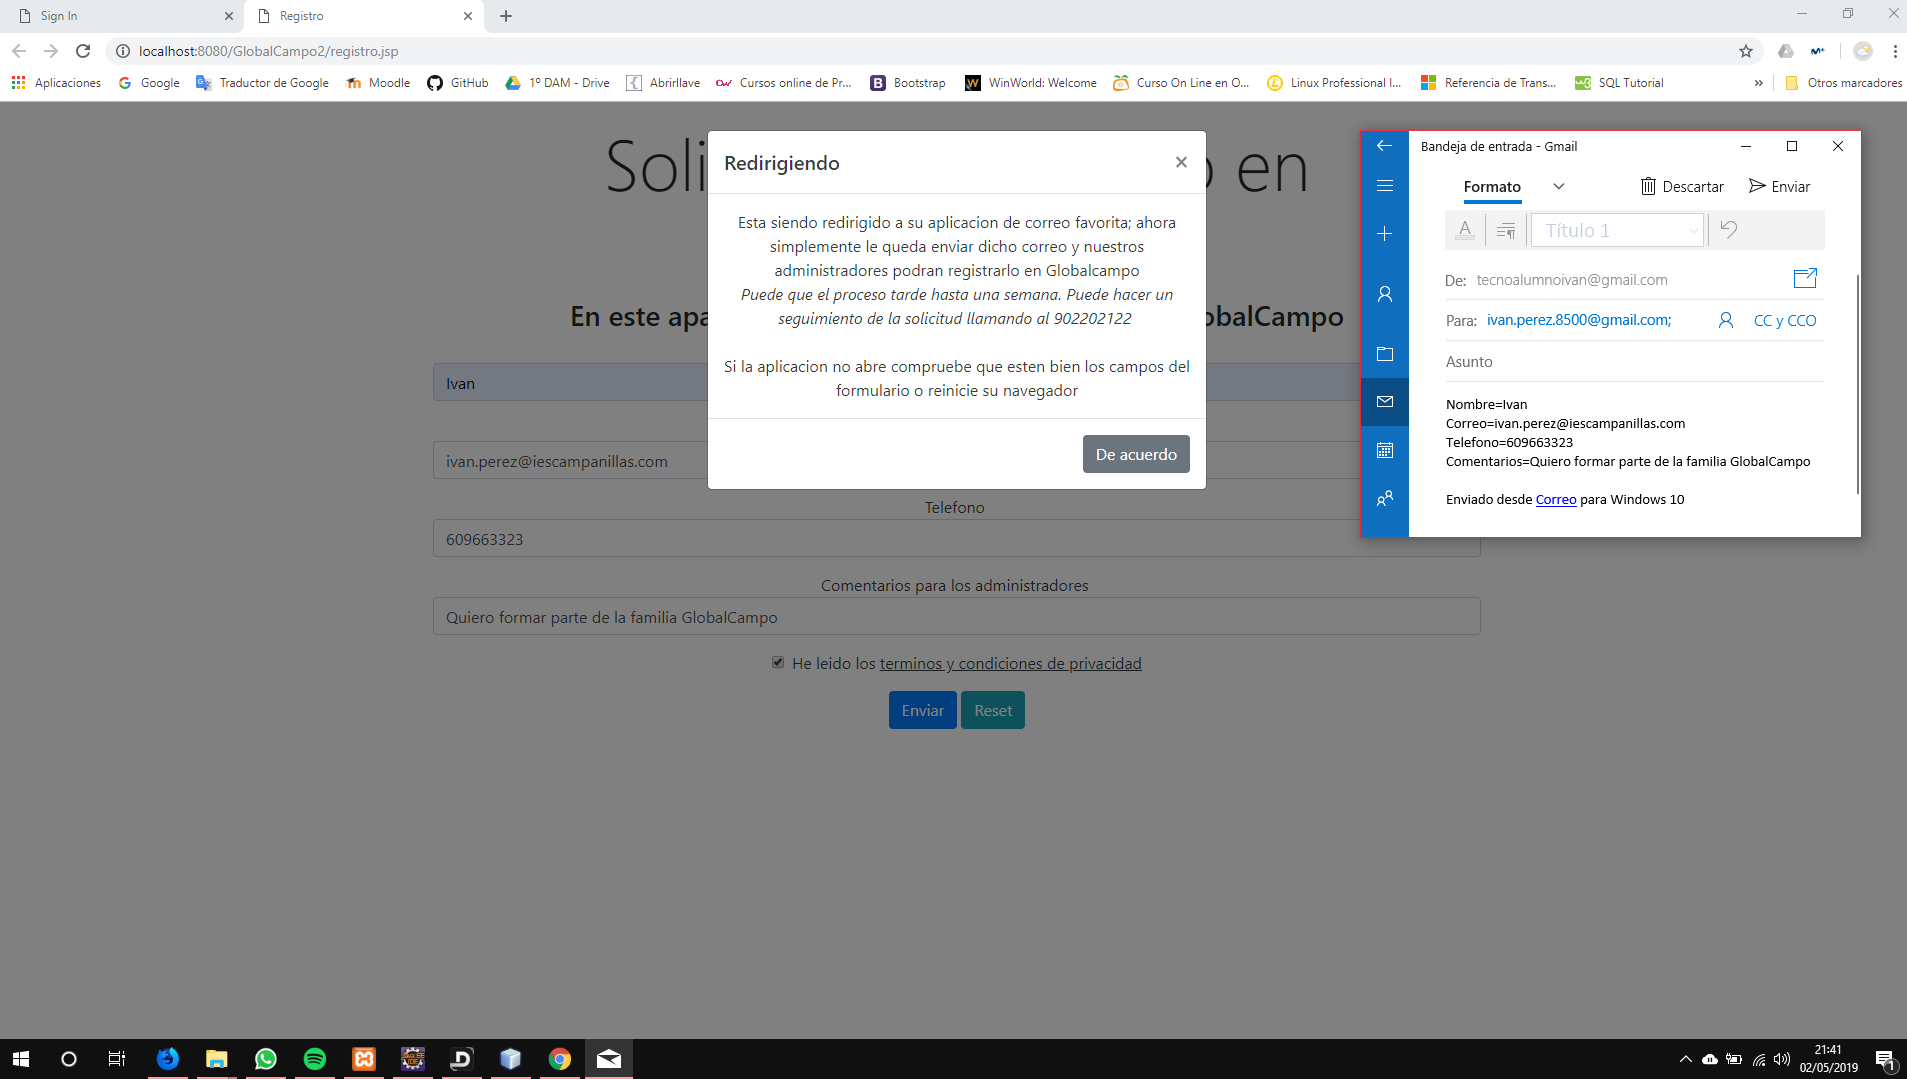 Sign In
Registro
localhost:8080/GlobalCampo2/registro.jsp
Aplicaciones
Google
Traductor de Google
Moodle
GitHub
1º DAM - Drive
Abrirllave
Cursos online de Pr...
Bootstrap
WinWorld: Welcome
Curso On Line en O...
Linux Professional I...
Referencia de Trans...
SQL Tutorial
»
Otros marcadores
Soli
o en
En este apa
obalCampo
Ivan
ivan.perez@iescampanillas.com
Telefono
609663323
Comentarios para los administradores
Quiero formar parte de la familia GlobalCampo
He leido los terminos y condiciones de privacidad
Enviar
Reset
Redirigiendo
×
Esta siendo redirigido a su aplicacion de correo favorita; ahora
simplemente le queda enviar dicho correo y nuestros
administradores podran registrarlo en Globalcampo
Puede que el proceso tarde hasta una semana. Puede hacer un
seguimiento de la solicitud llamando al 902202122
Si la aplicacion no abre compruebe que esten bien los campos del
formulario o reinicie su navegador
De acuerdo
Bandeja de entrada - Gmail
Formato
Descartar
Enviar
A
Título 1
De: tecnoalumnoivan@gmail.com
Para: ivan.perez.8500@gmail.com;
CC y CCO
Asunto
Nombre=Ivan
Correo=ivan.perez@iescampanillas.com
Telefono=609663323
Comentarios=Quiero formar parte de la familia GlobalCampo
Enviado desde Correo para Windows 10
21:41
02/05/2019
1